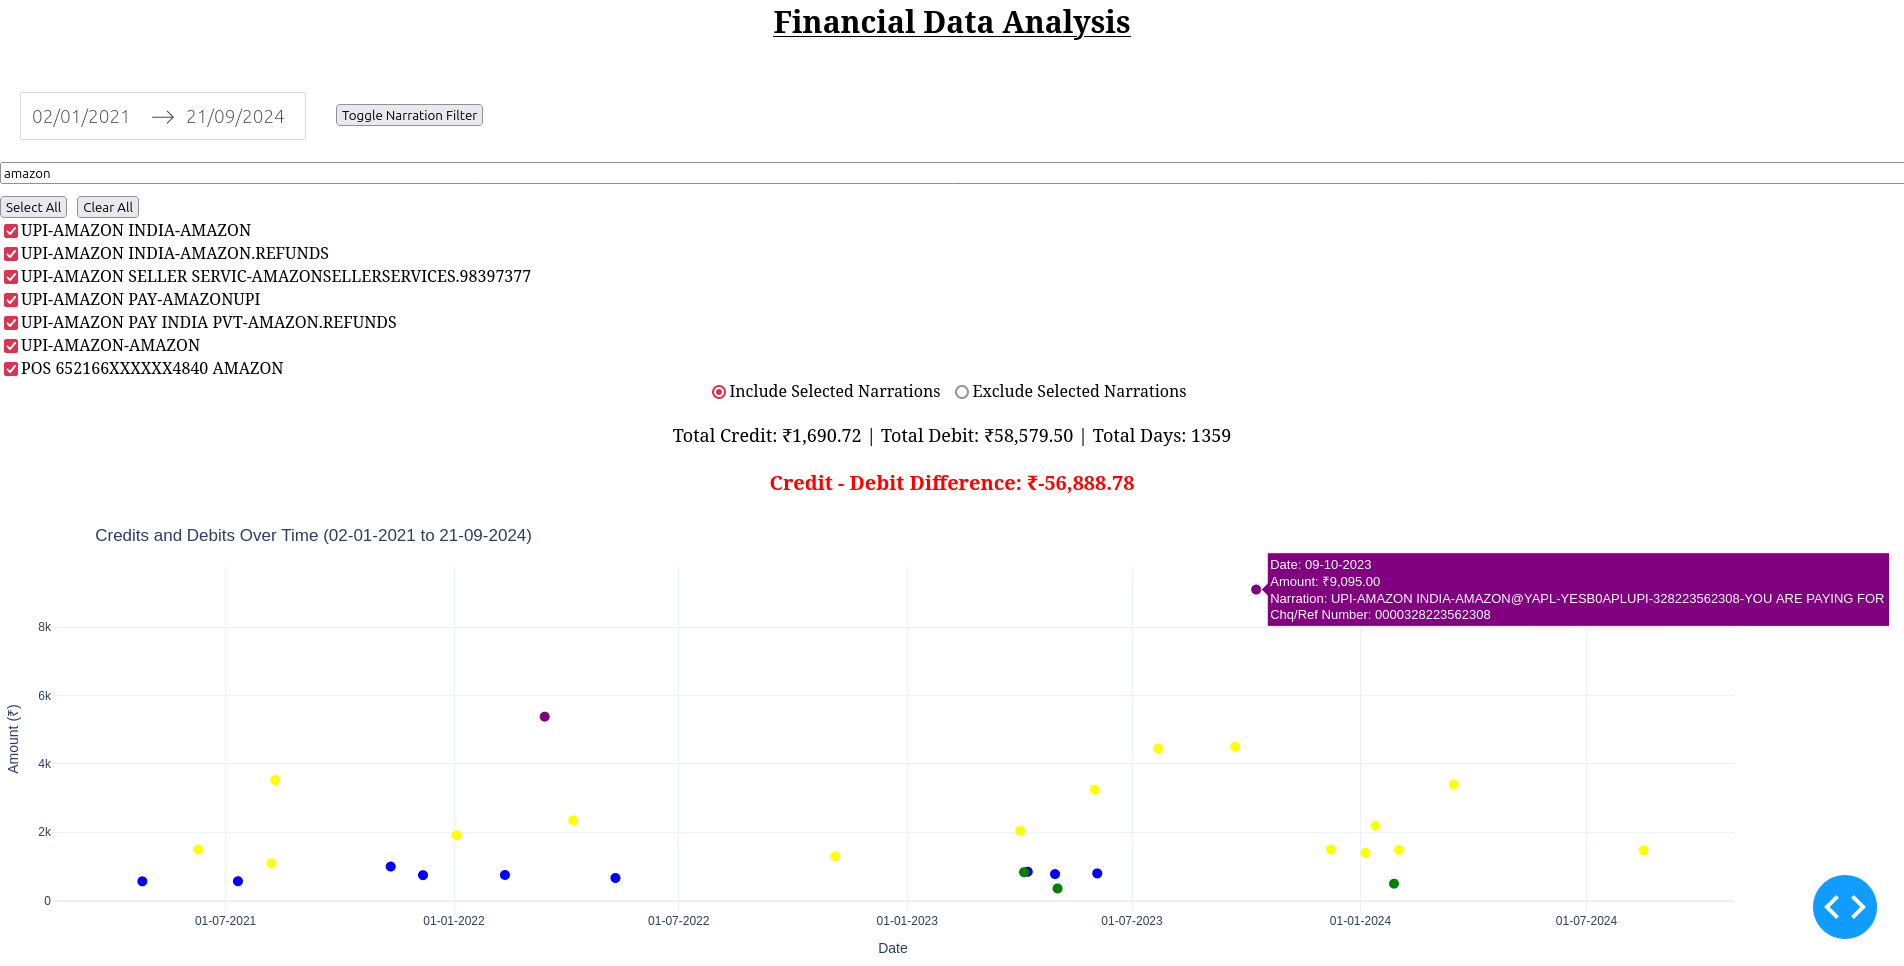 Financial Data Analysis
02/01/2021 → 21/09/2024
Toggle Narration Filter
amazon
Select All Clear All
UPI-AMAZON INDIA-AMAZON
UPI-AMAZON INDIA-AMAZON.REFUNDS
UPI-AMAZON SELLER SERVIC-AMAZONSELLERSERVICES.98397377
UPI-AMAZON PAY-AMAZONUPI
UPI-AMAZON PAY INDIA PVT-AMAZON.REFUNDS
UPI-AMAZON-AMAZON
POS 652166XXXXXX4840 AMAZON
Include Selected Narrations Exclude Selected Narrations
Total Credit: ₹1,690.72 | Total Debit: ₹58,579.50 | Total Days: 1359
Credit - Debit Difference: ₹-56,888.78
Credits and Debits Over Time (02-01-2021 to 21-09-2024)
Date: 09-10-2023
Amount: ₹9,095.00
Narration: UPI-AMAZON INDIA-AMAZON@YAPL-YESB0APLUPI-328223562308-YOU ARE PAYING FOR
Chq/Ref Number: 0000328223562308
8k
6k
4k
2k
0
Amount (₹)
01-07-2021 01-01-2022 01-07-2022 01-01-2023 01-07-2023 01-01-2024 01-07-2024
Date